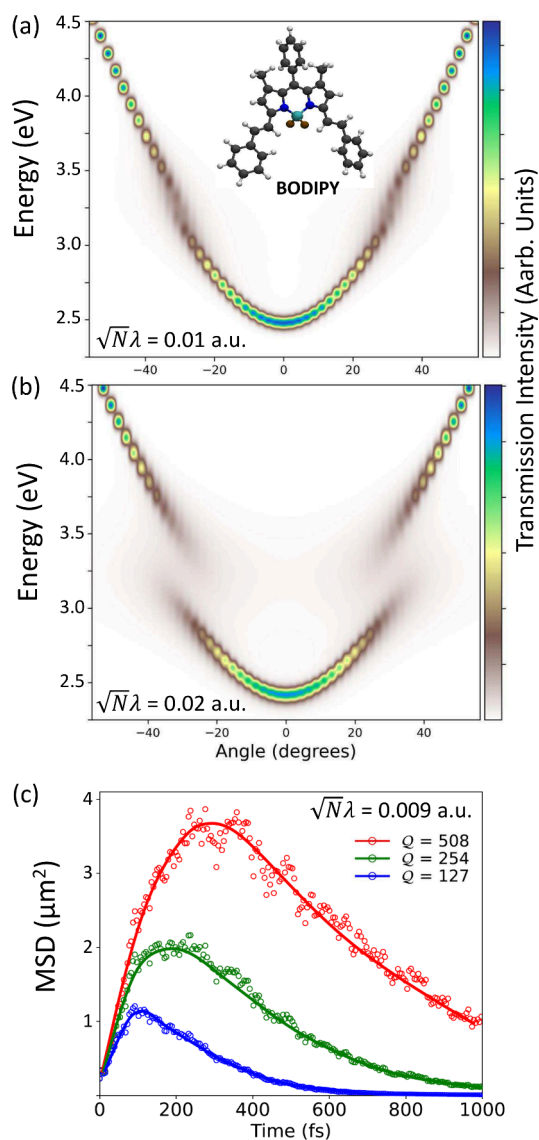 (a)
4.5
4.0
3.5
3.0
2.5
Energy (eV)
BODIPY
√Nλ = 0.01 a.u.
−40 −20 0 20 40
Transmission Intensity (Aarb. Units)
(b)
4.5
4.0
3.5
3.0
2.5
Energy (eV)
√Nλ = 0.02 a.u.
−40 −20 0 20 40
Angle (degrees)
(c)
4
3
2
1
MSD (μm²)
√Nλ = 0.009 a.u.
Q = 508
Q = 254
Q = 127
0 200 400 600 800 1000
Time (fs)